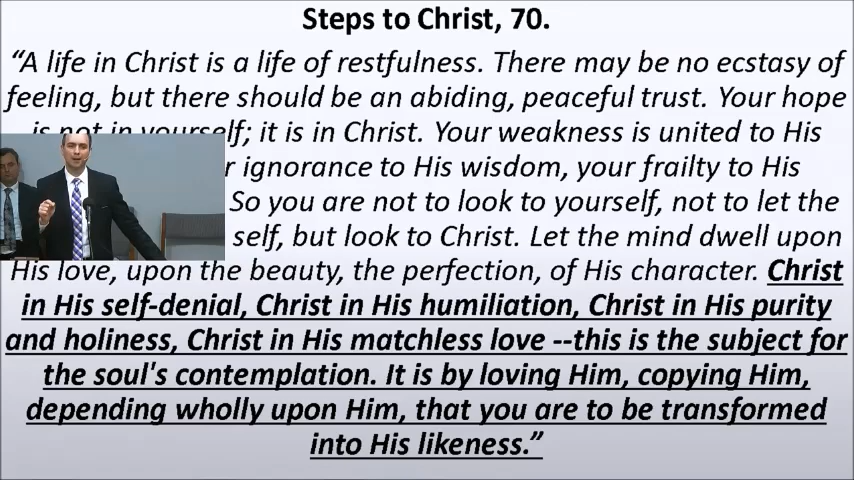 Steps to Christ, 70.
“A life in Christ is a life of restfulness. There may be no ecstasy of
feeling, but there should be an abiding, peaceful trust. Your hope
is not in yourself; it is in Christ. Your weakness is united to His
r ignorance to His wisdom, your frailty to His
So you are not to look to yourself, not to let the
self, but look to Christ. Let the mind dwell upon
His love, upon the beauty, the perfection, of His character. Christ
in His self-denial, Christ in His humiliation, Christ in His purity
and holiness, Christ in His matchless love --this is the subject for
the soul's contemplation. It is by loving Him, copying Him,
depending wholly upon Him, that you are to be transformed
into His likeness.”